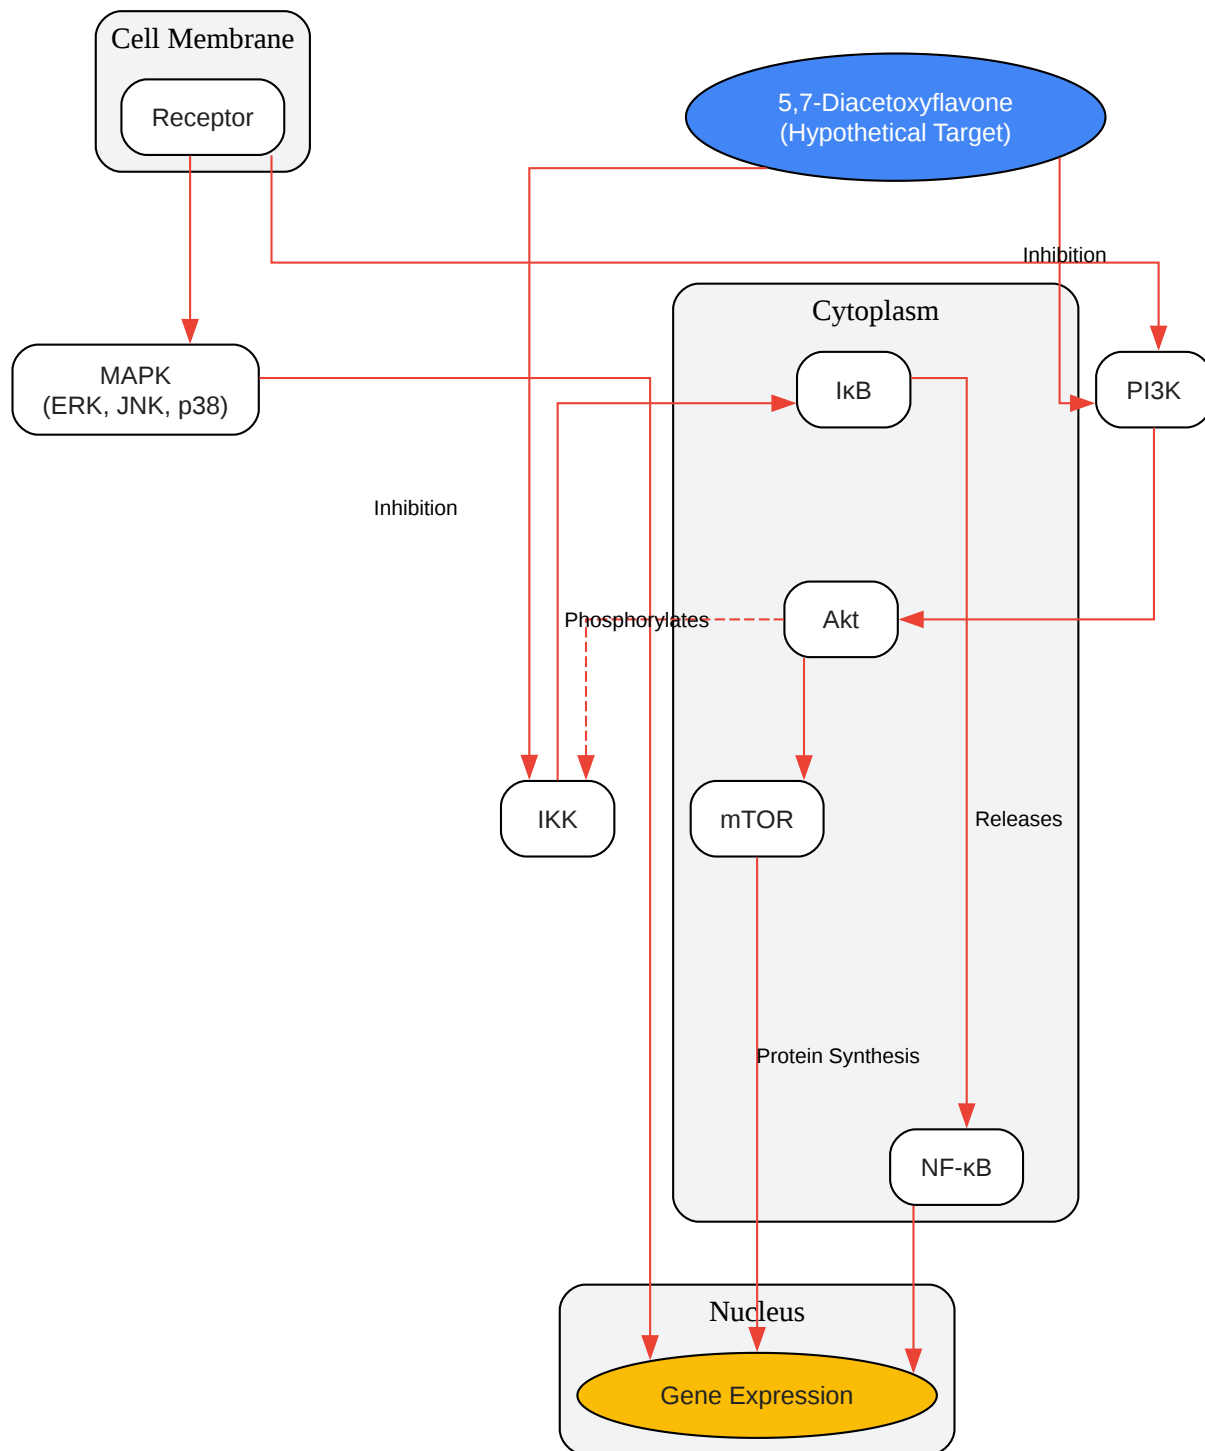 Cell Membrane
Receptor
5,7-Diacetoxyflavone
(Hypothetical Target)
Inhibition
Cytoplasm
MAPK
(ERK, JNK, p38)
IκB
PI3K
Inhibition
Phosphorylates
Akt
IKK
mTOR
Releases
Protein Synthesis
NF-κB
Nucleus
Gene Expression